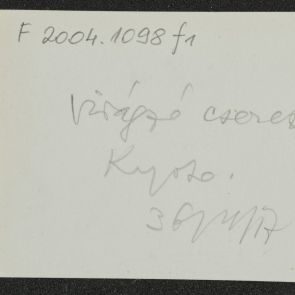 F 2004.1098 f1
Virágzó cseres
Kyoto.